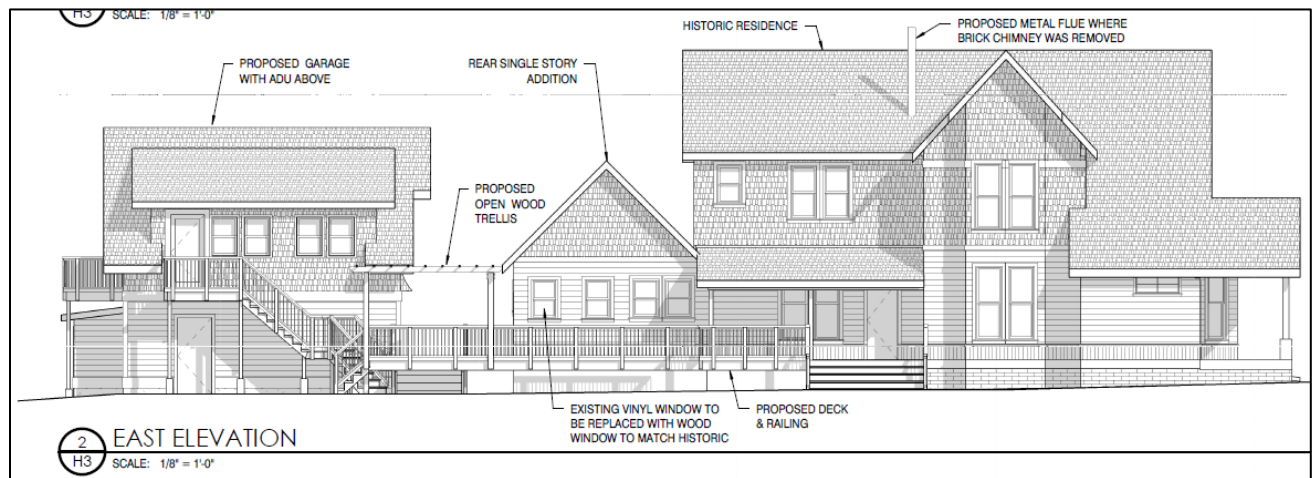 H3
SCALE: 1/8" = 1'-0"
HISTORIC RESIDENCE
PROPOSED METAL FLUE WHERE
BRICK CHIMNEY WAS REMOVED
PROPOSED GARAGE
WITH ADU ABOVE
REAR SINGLE STORY
ADDITION
PROPOSED
OPEN WOOD
TRELLIS
EXISTING VINYL WINDOW TO
BE REPLACED WITH WOOD
WINDOW TO MATCH HISTORIC
PROPOSED DECK
& RAILING
2
H3
EAST ELEVATION
SCALE: 1/8" = 1'-0"